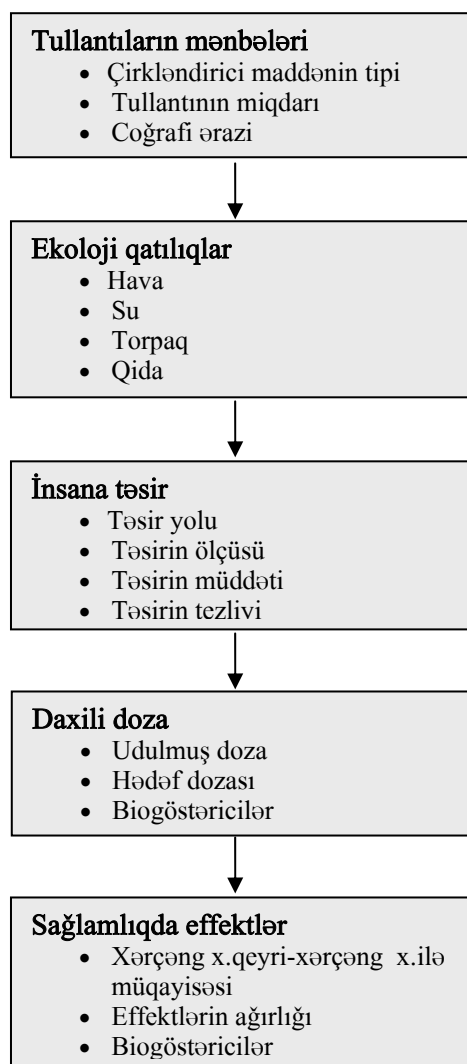 Tullantıların mənbələri
• Çirkləndirici maddənin tipi
• Tullantının miqdarı
• Coğrafi ərazi
Ekoloji qatılıqlar
• Hava
• Su
• Torpaq
• Qida
İnsana təsir
• Təsir yolu
• Təsirin ölçüsü
• Təsirin müddəti
• Təsirin tezlivi
Daxili doza
• Udulmuş doza
• Hədəf dozası
• Biogöstəricilər
Sağlamlıqda effektlər
• Xərçəng x.qeyri-xərçəng x.ilə
müqayisəsi
• Effektlərin ağırlığı
• Biogöstəricilər